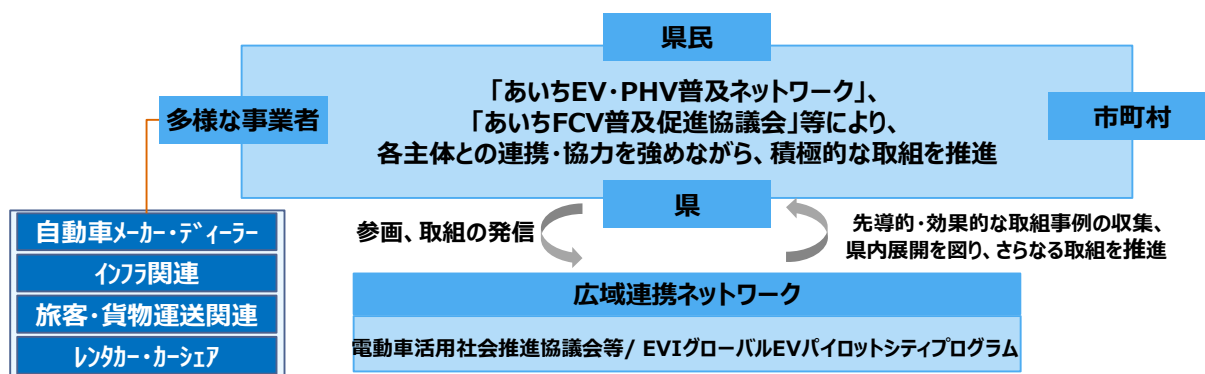 県民
「あいちEV・PHV普及ネットワーク」、
「あいちFCV普及促進協議会」等により、
各主体との連携・協力を強めながら、積極的な取組を推進
多様な事業者
市町村
県
自動車ﾒｰｶｰ・ﾃﾞｨｰﾗｰ
ｲﾝﾌﾗ関連
旅客・貨物運送関連
ﾚﾝﾀｶｰ・ｶｰｼｪｱ
参画、取組の発信
先導的・効果的な取組事例の収集、
県内展開を図り、さらなる取組を推進
広域連携ネットワーク
電動車活用社会推進協議会等/ EVIグローバルEVパイロットシティプログラム